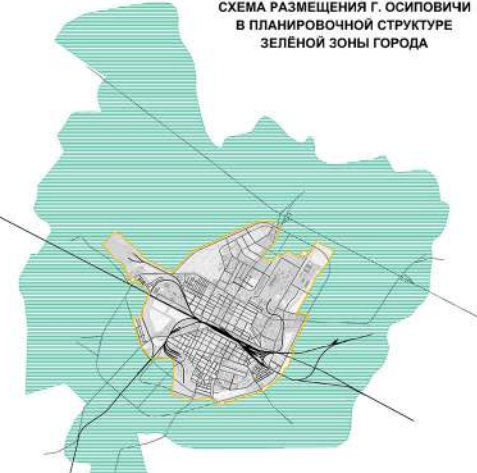 СХЕМА РАЗМЕЩЕНИЯ Г. ОСИПОВИЧИ
В ПЛАНИРОВОЧНОЙ СТРУКТУРЕ
ЗЕЛЁНОЙ ЗОНЫ ГОРОДА